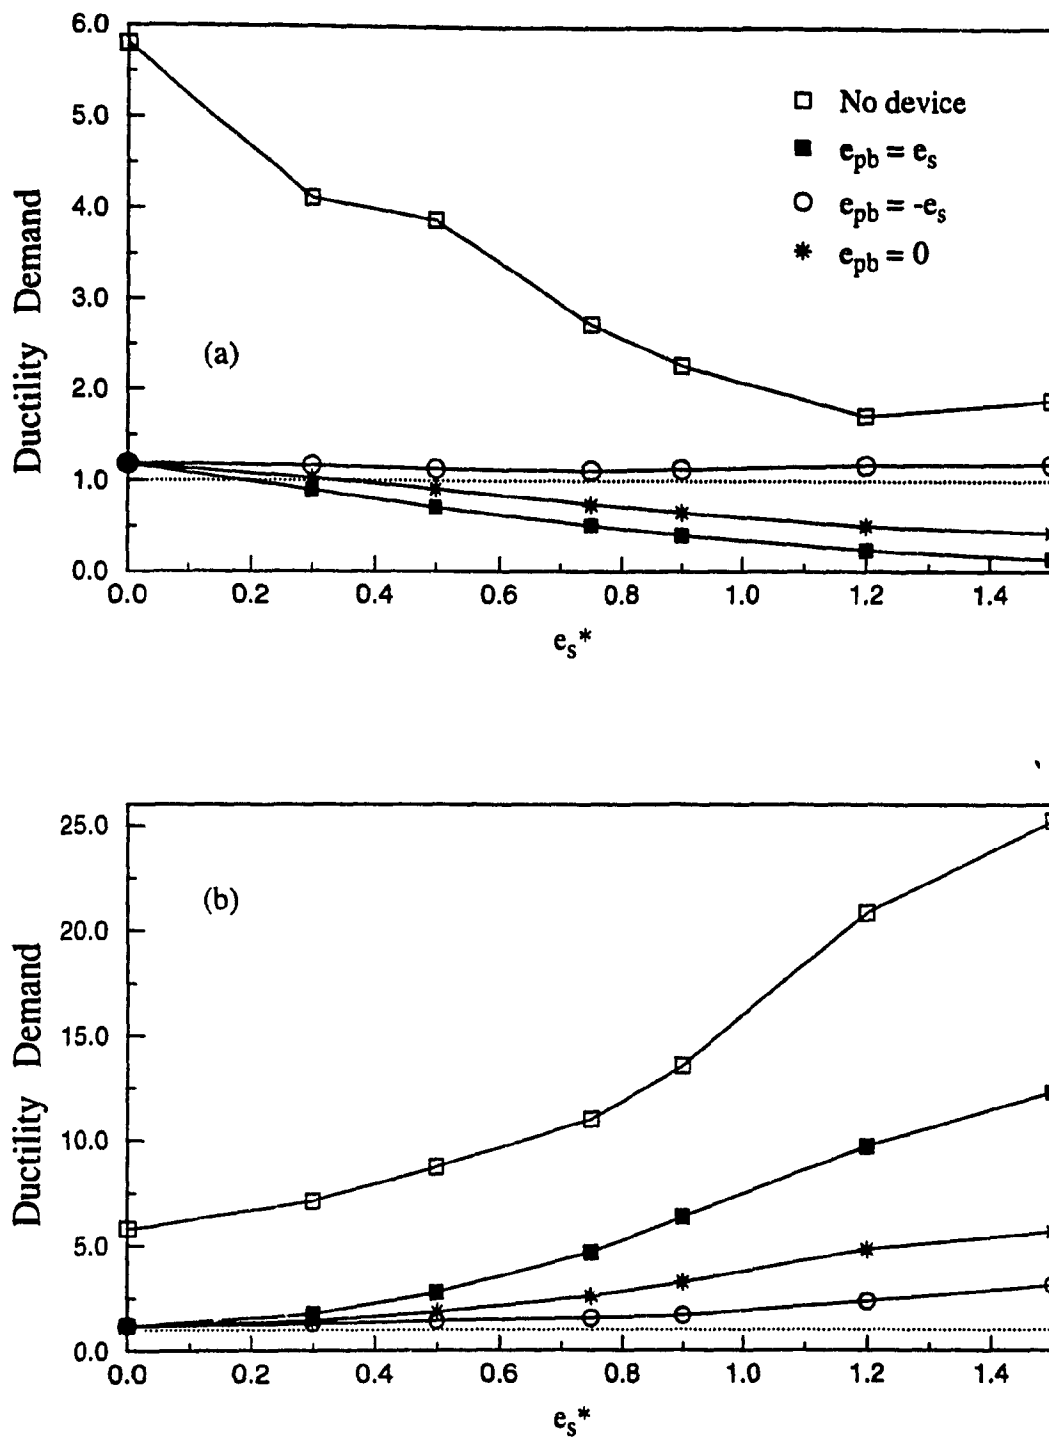 6.0
5.0
4.0
3.0
2.0
1.0
0.0
Ductility Demand
(a)
□ No device
■ e_pb = e_s
○ e_pb = -e_s
* e_pb = 0
0.0 0.2 0.4 0.6 0.8 1.0 1.2 1.4
e_s*
25.0
20.0
15.0
10.0
5.0
0.0
Ductility Demand
(b)
0.0 0.2 0.4 0.6 0.8 1.0 1.2 1.4
e_s*